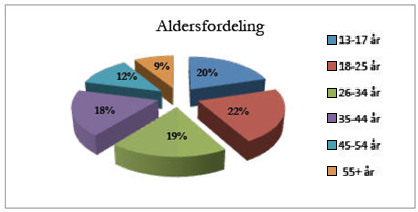 Aldersfordeling
9%
20%
12%
18%
22%
19%
13-17 år
18-25 år
26-34 år
35-44 år
45-54 år
55+ år